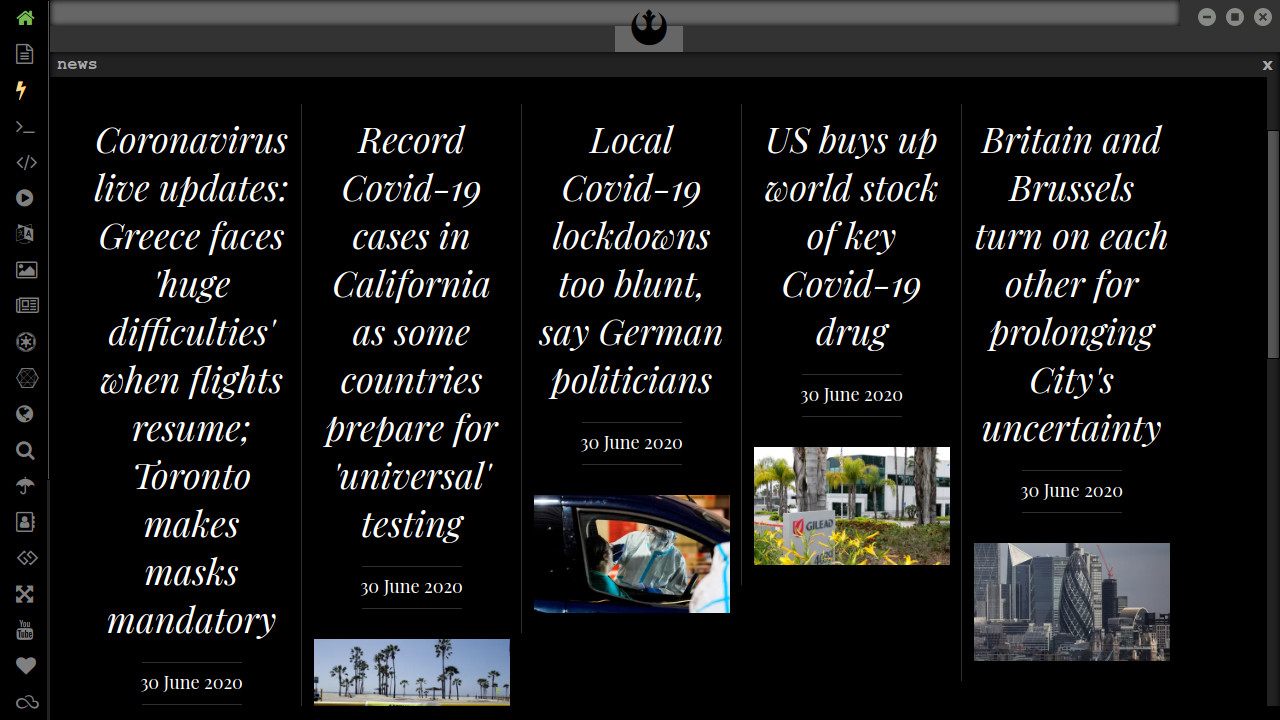 news
x
Coronavirus
live updates:
Greece faces
'huge
difficulties'
when flights
resume;
Toronto
makes
masks
mandatory
30 June 2020
Record
Covid-19
cases in
California
as some
countries
prepare for
'universal'
testing
30 June 2020
Local
Covid-19
lockdowns
too blunt,
say German
politicians
30 June 2020
US buys up
world stock
of key
Covid-19
drug
30 June 2020
GILEAD
Britain and
Brussels
turn on each
other for
prolonging
City's
uncertainty
30 June 2020
You
Tube